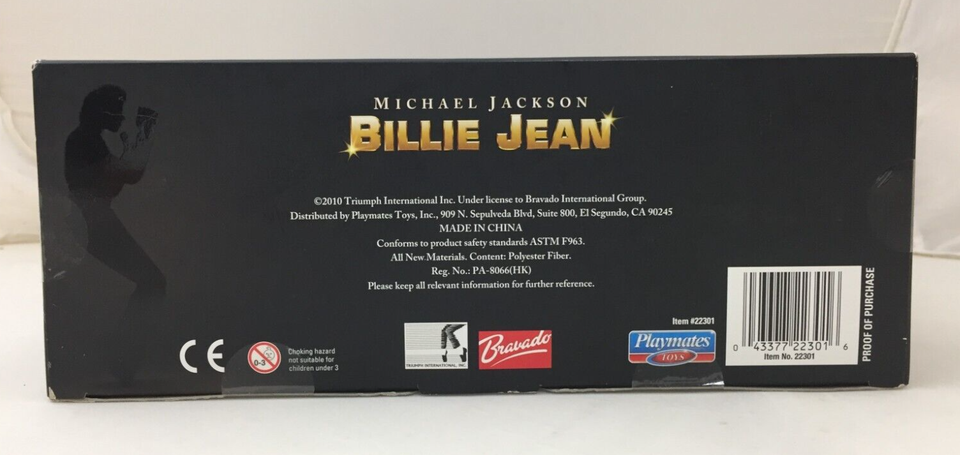 MICHAEL JACKSON
BILLIE JEAN
©2010 Triumph International Inc. Under license to Bravado International Group.
Distributed by Playmates Toys, Inc., 909 N. Sepulveda Blvd, Suite 800, El Segundo, CA 90245
MADE IN CHINA
Conforms to product safety standards ASTM F963.
All New Materials. Content: Polyester Fiber.
Reg. No.: PA-8066(HK)
Please keep all relevant information for further reference.
CE
0-3
Choking hazard
not suitable for
children under 3
TRIUMPH INTERNATIONAL, INC.
Bravado
Item #22301
Playmates
TOYS
0 43377 22301 6
Item No. 22301
PROOF OF PURCHASE